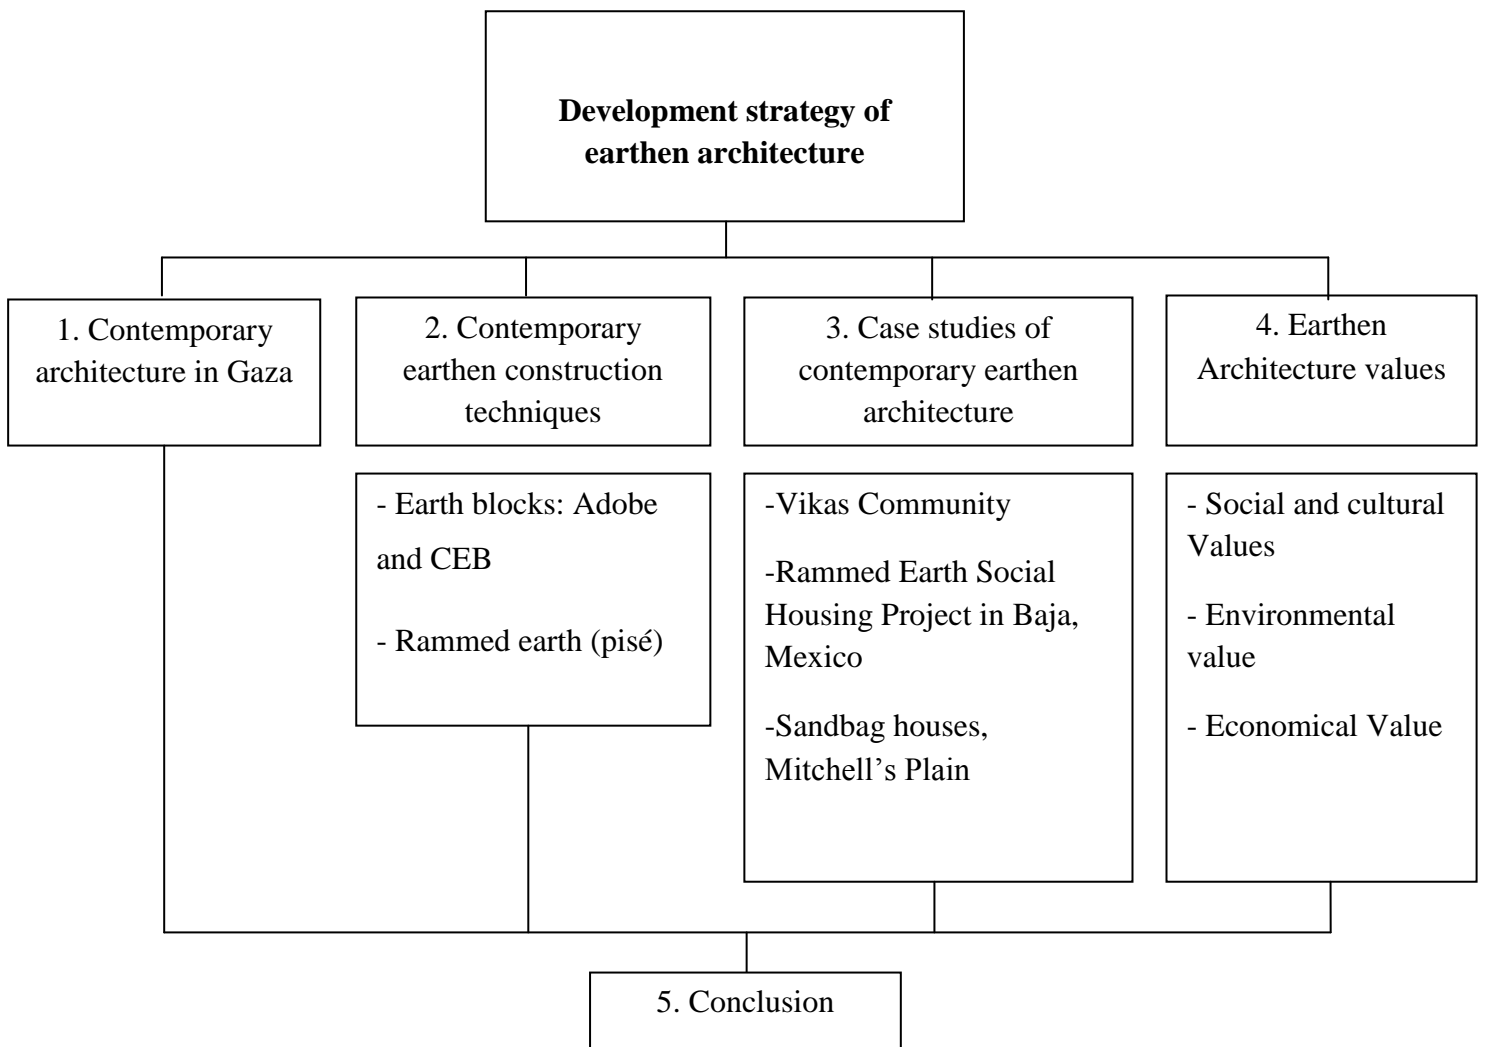 Development strategy of
earthen architecture
1. Contemporary
architecture in Gaza
2. Contemporary
earthen construction
techniques
3. Case studies of
contemporary earthen
architecture
4. Earthen
Architecture values
- Earth blocks: Adobe
and CEB
- Rammed earth (pisé)
-Vikas Community
-Rammed Earth Social
Housing Project in Baja,
Mexico
-Sandbag houses,
Mitchell’s Plain
- Social and cultural
Values
- Environmental
value
- Economical Value
5. Conclusion